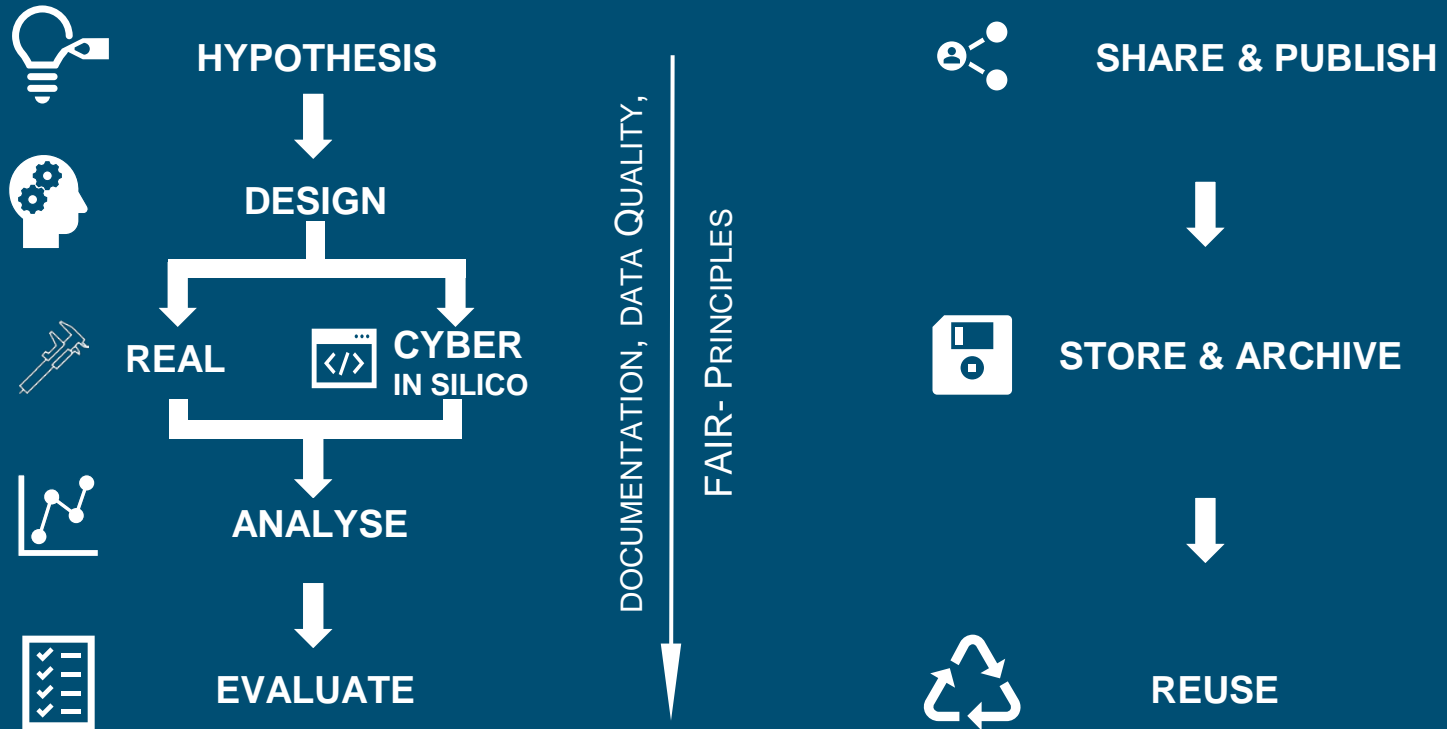 HYPOTHESIS
DESIGN
REAL
</>
CYBER
IN SILICO
ANALYSE
EVALUATE
DOCUMENTATION, DATA QUALITY,
FAIR- PRINCIPLES
SHARE & PUBLISH
STORE & ARCHIVE
REUSE